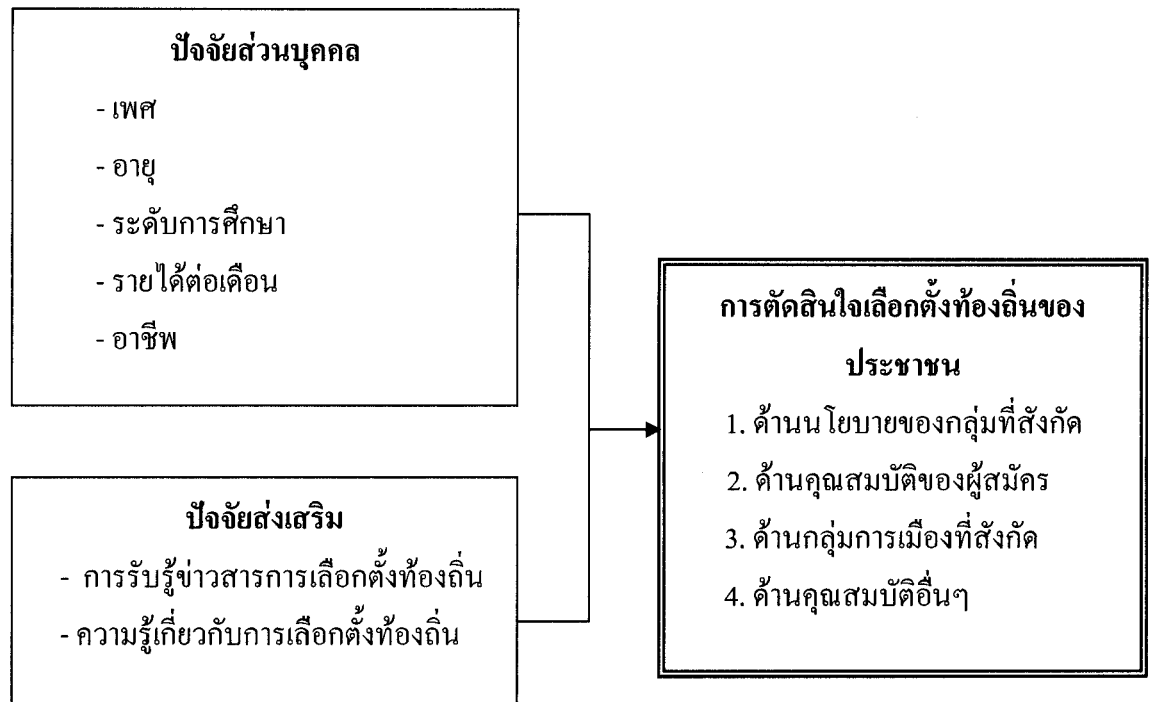 ปัจจัยส่วนบุคคล
- เพศ
- อายุ
- ระดับการศึกษา
- รายได้ต่อเดือน
- อาชีพ
ปัจจัยส่งเสริม
- การรับรู้ข่าวสารการเลือกตั้งท้องถิ่น
- ความรู้เกี่ยวกับการเลือกตั้งท้องถิ่น
การตัดสินใจเลือกตั้งท้องถิ่นของ
ประชาชน
1. ด้านนโยบายของกลุ่มที่สังกัด
2. ด้านคุณสมบัติของผู้สมัคร
3. ด้านกลุ่มการเมืองที่สังกัด
4. ด้านคุณสมบัติอื่นๆ